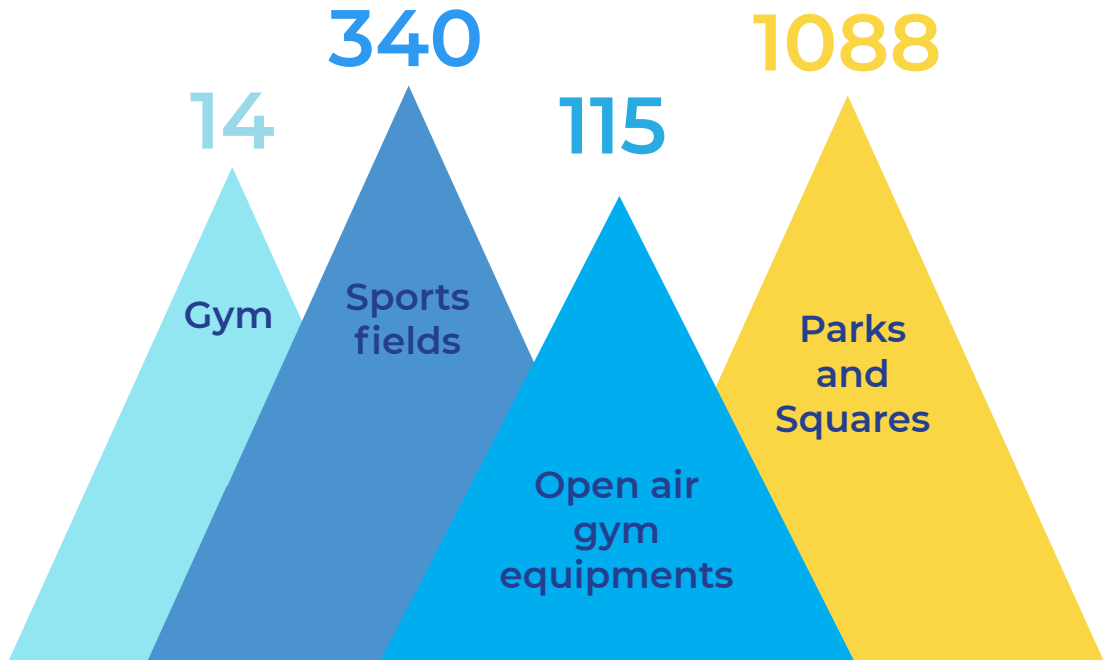 14
Gym
340
Sports
fields
115
Open air
gym
equipments
1088
Parks
and
Squares